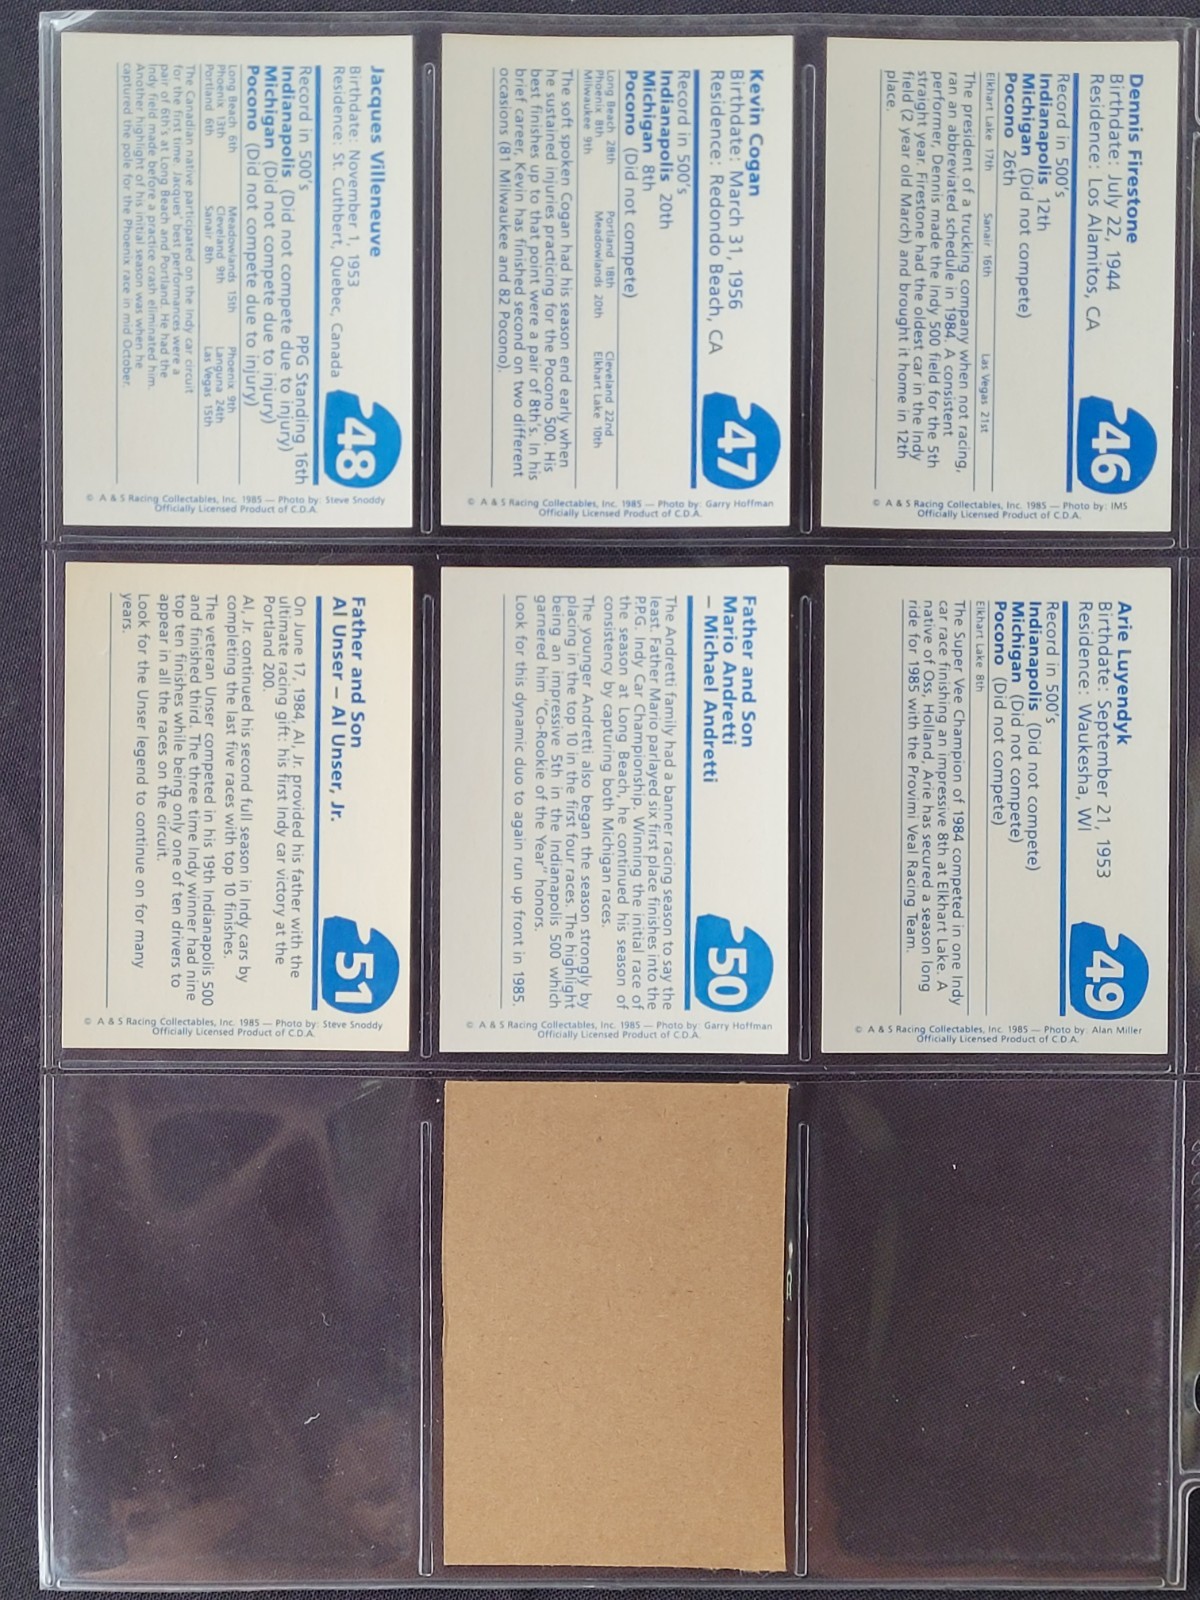 Dennis Firestone
Birthdate: July 22, 1944
Residence: Los Alamitos, CA
46
Record in 500's
Indianapolis 12th
Michigan (Did not compete)
Pocono 26th
Elkhart Lake 17th Sanair 16th Las Vegas 21st
The president of a trucking company when not racing,
ran an abbreviated schedule in 1984. A consistent
performer, Dennis made the Indy 500 field for the 5th
straight year. Firestone had the oldest car in the Indy
field (2 year old March) and brought it home in 12th
place.
© A & S Racing Collectables, Inc. 1985 — Photo by: IMS
Officially Licensed Product of C.D.A.
Kevin Cogan
Birthdate: March 31, 1956
Residence: Redondo Beach, CA
47
Record in 500's
Indianapolis 20th
Michigan 8th
Pocono (Did not compete)
Long Beach 28th Portland 18th Cleveland 22nd
Phoenix 8th Meadowlands 20th Elkhart Lake 10th
Milwaukee 9th
The soft spoken Cogan had his season end early when
he sustained injuries practicing for the Pocono 500. His
best finishes up to that point were a pair of 8th's. In his
brief career, Kevin has finished second on two different
occasions (81 Milwaukee and 82 Pocono).
© A & S Racing Collectables, Inc. 1985 — Photo by: Garry Hoffman
Officially Licensed Product of C.D.A.
Jacques Villeneuve
Birthdate: November 1, 1953
Residence: St. Cuthbert, Quebec, Canada
48
Record in 500's PPG Standing 16th
Indianapolis (Did not compete due to injury)
Michigan (Did not compete due to injury)
Pocono (Did not compete due to injury)
Long Beach 6th Meadowlands 15th Phoenix 9th
Phoenix 13th Cleveland 9th Languna 24th
Portland 6th Sanair 8th Las Vegas 15th
The Canadian native participated on the Indy car circuit
for the first time. Jacques' best performances were a
pair of 6th's at Long Beach and Portland. He had the
Indy field made before a practice crash eliminated him.
Another highlight of his initial season was when he
captured the pole for the Phoenix race in mid October.
© A & S Racing Collectables, Inc. 1985 — Photo by: Steve Snoddy
Officially Licensed Product of C.D.A.
Arie Luyendyk
Birthdate: September 21, 1953
Residence: Waukesha, WI
49
Record in 500's
Indianapolis (Did not compete)
Michigan (Did not compete)
Pocono (Did not compete)
Elkhart Lake 8th
The Super Vee Champion of 1984 competed in one Indy
car race finishing an impressive 8th at Elkhart Lake. A
native of Oss, Holland, Arie has secured a season long
ride for 1985 with the Provimi Veal Racing Team.
© A & S Racing Collectables, Inc. 1985 — Photo by: Alan Miller
Officially Licensed Product of C.D.A.
Father and Son
Mario Andretti
— Michael Andretti
50
The Andretti family had a banner racing season to say the
least. Father Mario parlayed six first place finishes into the
P.P.G. Indy Car Championship. Winning the initial race of
the season at Long Beach, he continued his season of
consistency by capturing both Michigan races.
The younger Andretti also began the season strongly by
placing in the top 10 in the first four races. The highlight
being an impressive 5th in the Indianapolis 500 which
garnered him "Co-Rookie of the Year" honors.
Look for this dynamic duo to again run up front in 1985.
© A & S Racing Collectables, Inc. 1985 — Photo by: Garry Hoffman
Officially Licensed Product of C.D.A.
Father and Son
Al Unser — Al Unser, Jr.
51
On June 17, 1984, Al, Jr. provided his father with the
ultimate racing gift: his first Indy car victory at the
Portland 200.
Al, Jr. continued his second full season in Indy cars by
completing the last five races with top 10 finishes.
The veteran Unser competed in his 19th Indianapolis 500
and finished third. The three time Indy winner had nine
top ten finishes while being only one of ten drivers to
appear in all the races on the circuit.
Look for the Unser legend to continue on for many
years.
© A & S Racing Collectables, Inc. 1985 — Photo by: Steve Snoddy
Officially Licensed Product of C.D.A.